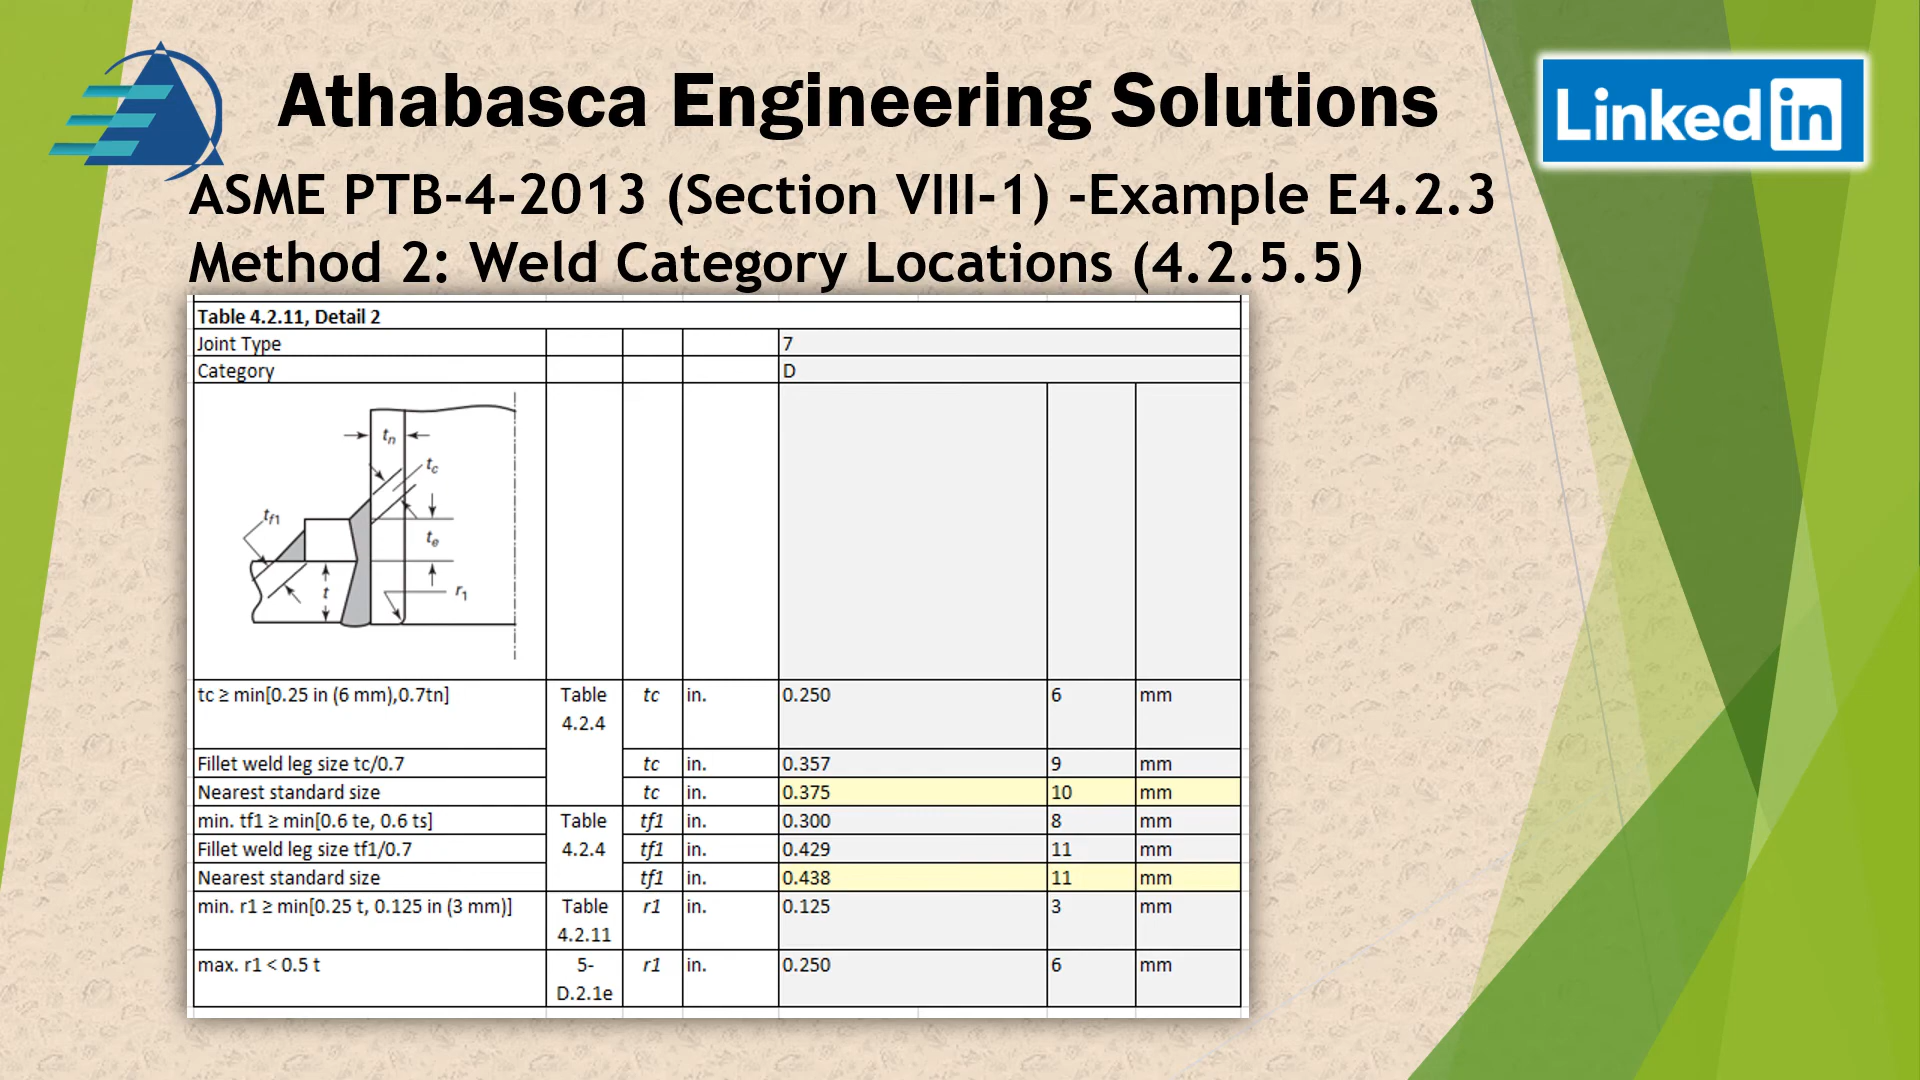 Athabasca Engineering Solutions
Linked in
ASME PTB-4-2013 (Section VIII-1) -Example E4.2.3
Method 2: Weld Category Locations (4.2.5.5)
Table 4.2.11, Detail 2
Joint Type 7
Category D
tn
tc
tf1
te
t
r1
tc ≥ min[0.25 in (6 mm),0.7tn] Table 4.2.4 tc in. 0.250 6 mm
Fillet weld leg size tc/0.7 tc in. 0.357 9 mm
Nearest standard size tc in. 0.375 10 mm
min. tf1 ≥ min[0.6 te, 0.6 ts] Table 4.2.4 tf1 in. 0.300 8 mm
Fillet weld leg size tf1/0.7 tf1 in. 0.429 11 mm
Nearest standard size tf1 in. 0.438 11 mm
min. r1 ≥ min[0.25 t, 0.125 in (3 mm)] Table 4.2.11 r1 in. 0.125 3 mm
max. r1 < 0.5 t 5-D.2.1e r1 in. 0.250 6 mm